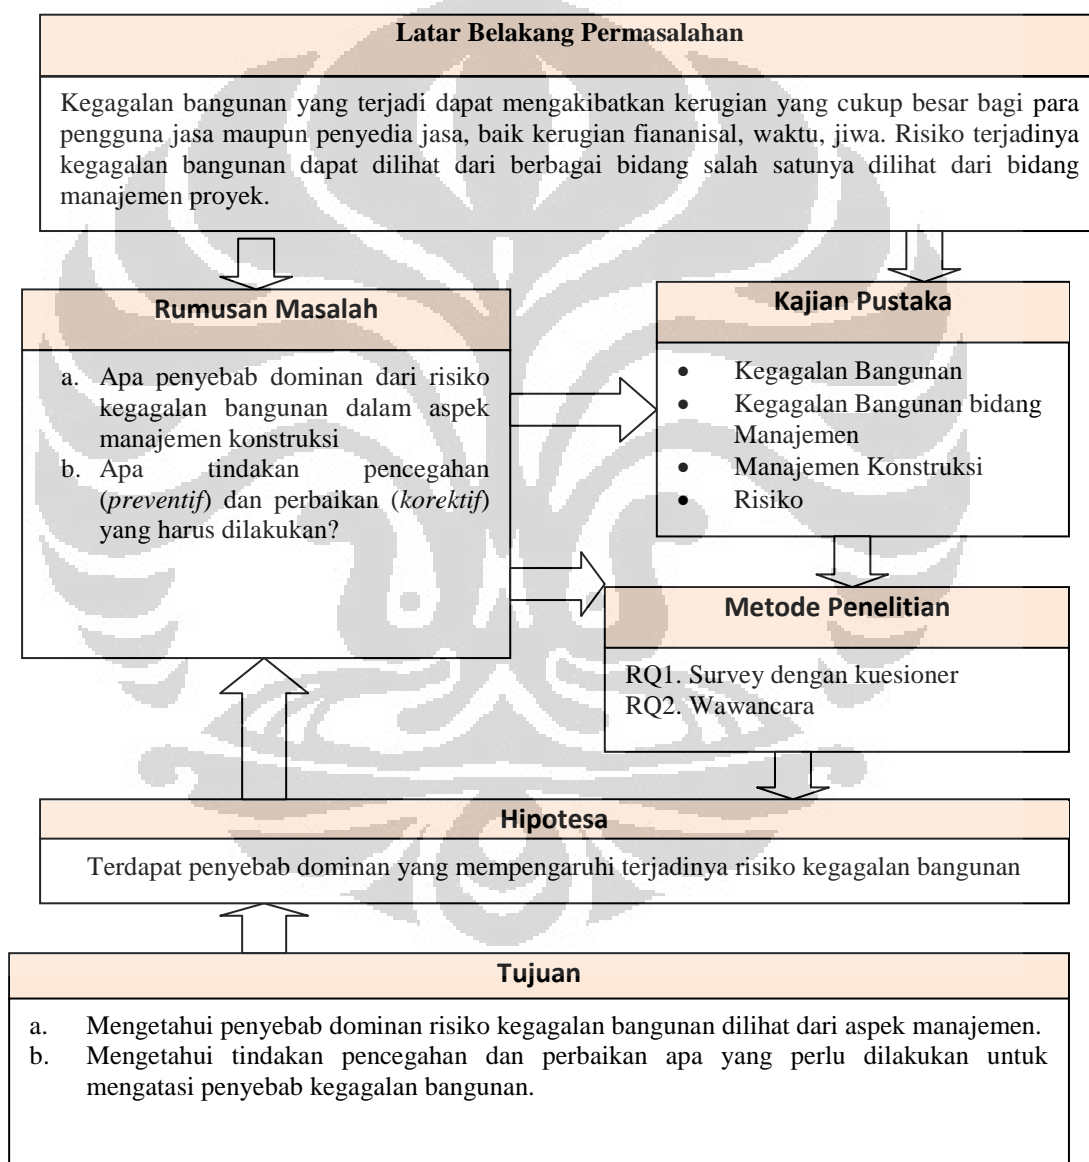 Latar Belakang Permasalahan
Kegagalan bangunan yang terjadi dapat mengakibatkan kerugian yang cukup besar bagi para
pengguna jasa maupun penyedia jasa, baik kerugian fiananisal, waktu, jiwa. Risiko terjadinya
kegagalan bangunan dapat dilihat dari berbagai bidang salah satunya dilihat dari bidang
manajemen proyek.
Rumusan Masalah
a. Apa penyebab dominan dari risiko
kegagalan bangunan dalam aspek
manajemen konstruksi
b. Apa tindakan pencegahan
(preventif) dan perbaikan (korektif)
yang harus dilakukan?
Kajian Pustaka
• Kegagalan Bangunan
• Kegagalan Bangunan bidang
Manajemen
• Manajemen Konstruksi
• Risiko
Metode Penelitian
RQ1. Survey dengan kuesioner
RQ2. Wawancara
Hipotesa
Terdapat penyebab dominan yang mempengaruhi terjadinya risiko kegagalan bangunan
Tujuan
a. Mengetahui penyebab dominan risiko kegagalan bangunan dilihat dari aspek manajemen.
b. Mengetahui tindakan pencegahan dan perbaikan apa yang perlu dilakukan untuk
mengatasi penyebab kegagalan bangunan.